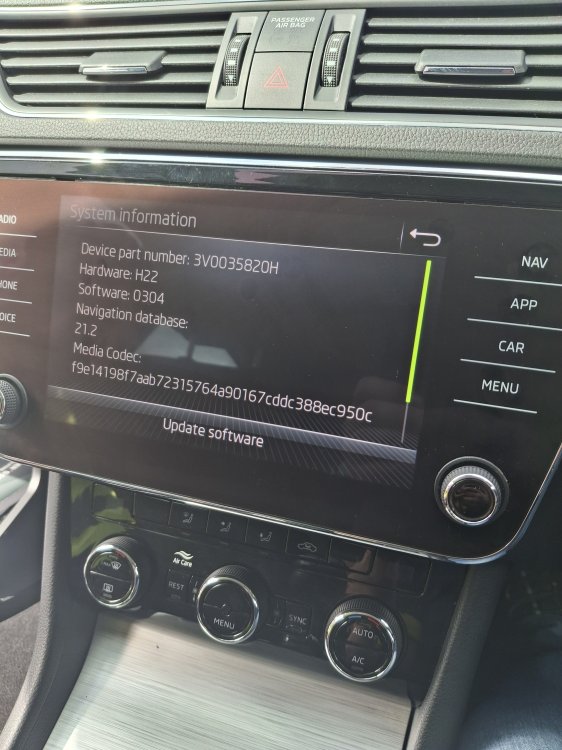 PASSENGER
AIR BAG
System information
Device part number: 3V0035820H
Hardware: H22
Software: 0304
Navigation database:
21.2
Media Codec:
f9e14198f7aab72315764a90167cddc388ec950c
Update software
NAV
APP
CAR
MENU
Air Care
REST
MENU
SYNC
AUTO
A/C